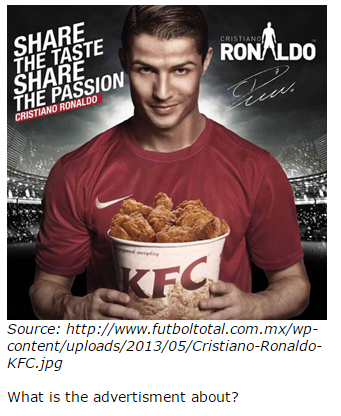 SHARE
THE TASTE
SHARE
THE PASSION
CRISTIANO RONALDO
CRISTIANO
RONALDO
KFC
Source: http://www.futboltotal.com.mx/wp-
content/uploads/2013/05/Cristiano-Ronaldo-
KFC.jpg
What is the advertisment about?